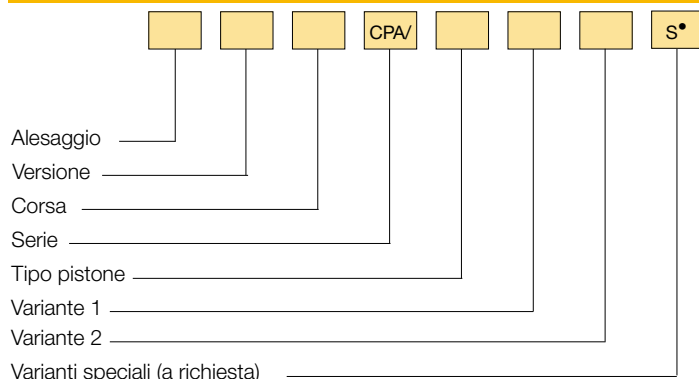 CPA/ S•
Alesaggio
Versione
Corsa
Serie
Tipo pistone
Variante 1
Variante 2
Varianti speciali (a richiesta)